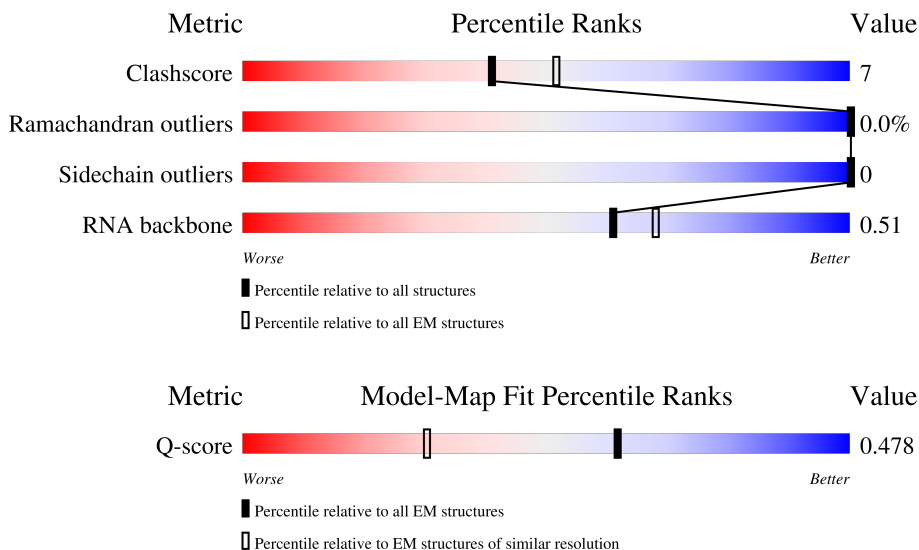 Metric Percentile Ranks Value
Clashscore 7
Ramachandran outliers 0.0%
Sidechain outliers 0
RNA backbone 0.51
Worse Better
Percentile relative to all structures
Percentile relative to all EM structures
Metric Model-Map Fit Percentile Ranks Value
Q-score 0.478
Worse Better
Percentile relative to all EM structures
Percentile relative to EM structures of similar resolution